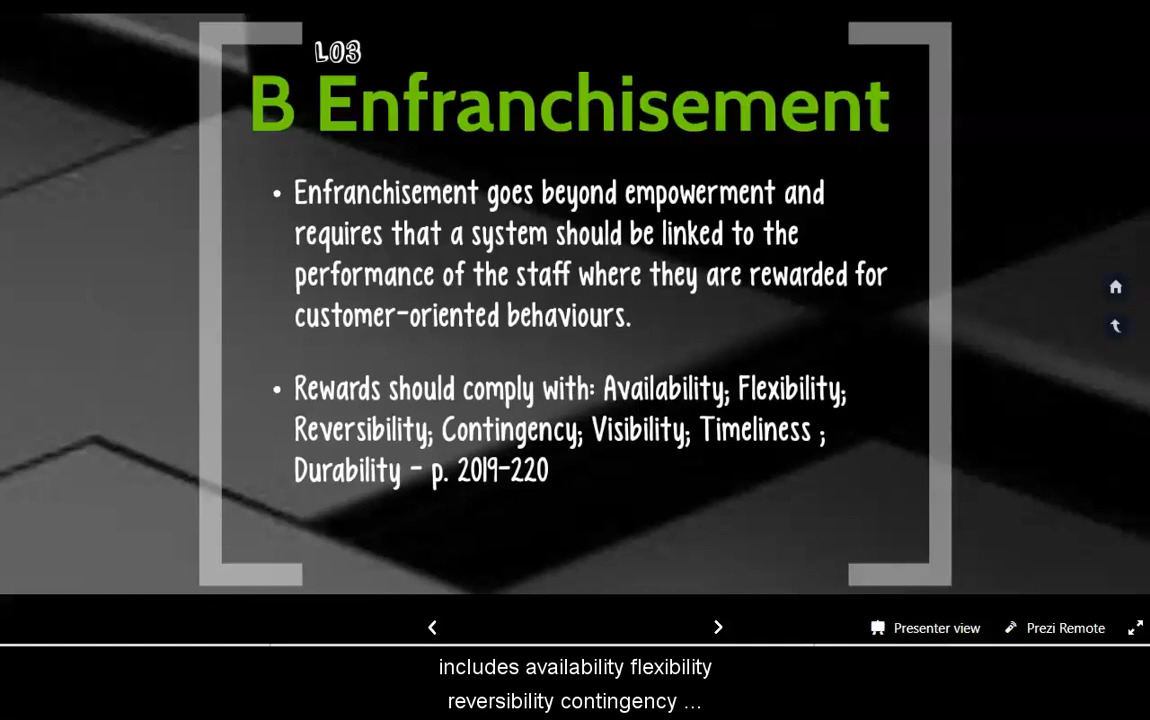 LO3
B Enfranchisement
• Enfranchisement goes beyond empowerment and
requires that a system should be linked to the
performance of the staff where they are rewarded for
customer-oriented behaviours.
• Rewards should comply with: Availability; Flexibility;
Reversibility; Contingency; Visibility; Timeliness ;
Durability - p. 2019-220
Presenter view
Prezi Remote
includes availability flexibility
reversibility contingency ...